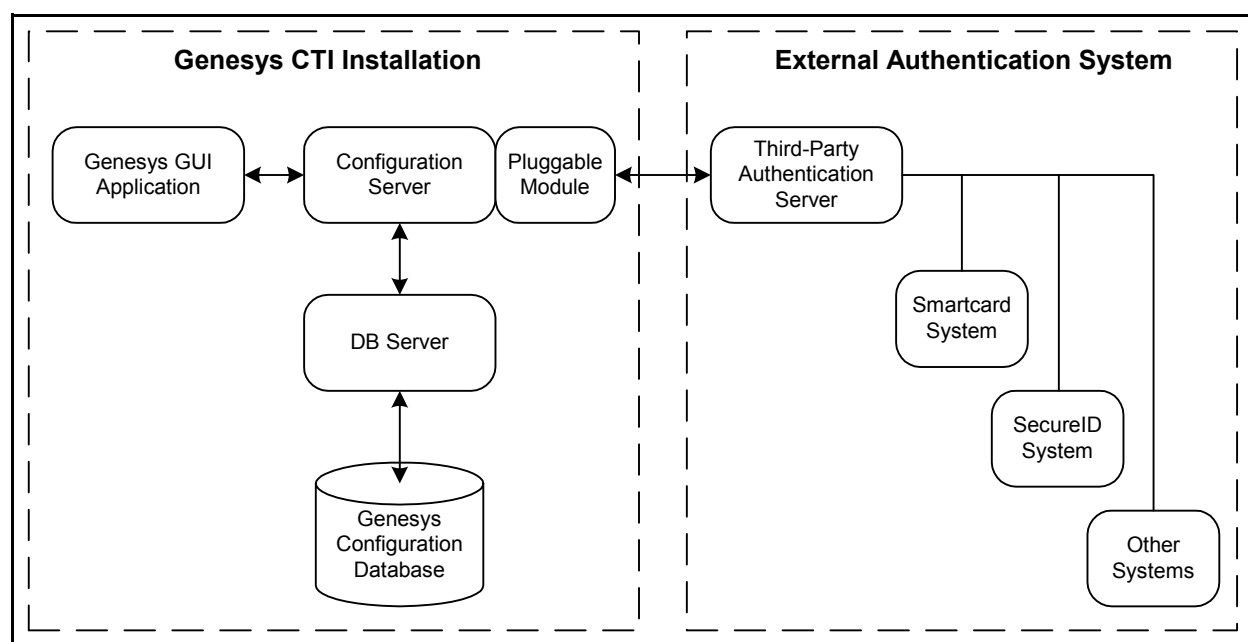 Genesys CTI Installation
External Authentication System
Genesys GUI
Application
Configuration
Server
Pluggable
Module
Third-Party
Authentication
Server
Smartcard
System
DB Server
SecureID
System
Genesys
Configuration
Database
Other
Systems